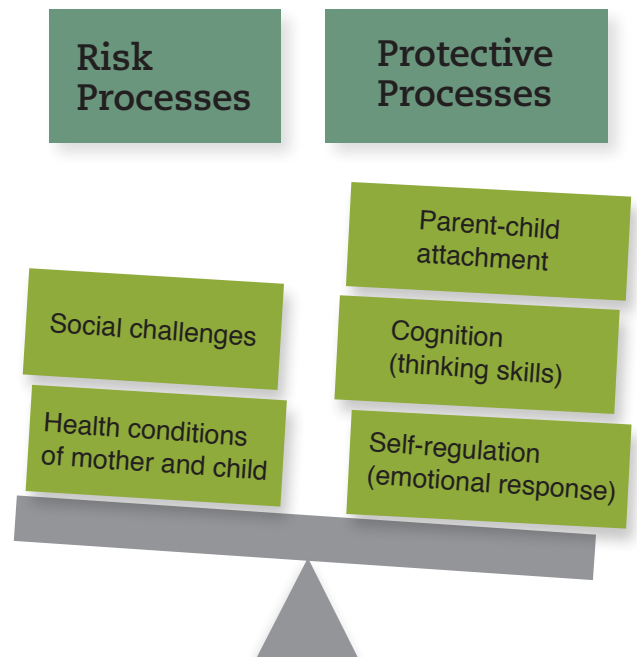 Risk
Processes
Protective
Processes
Social challenges
Health conditions
of mother and child
Parent-child
attachment
Cognition
(thinking skills)
Self-regulation
(emotional response)